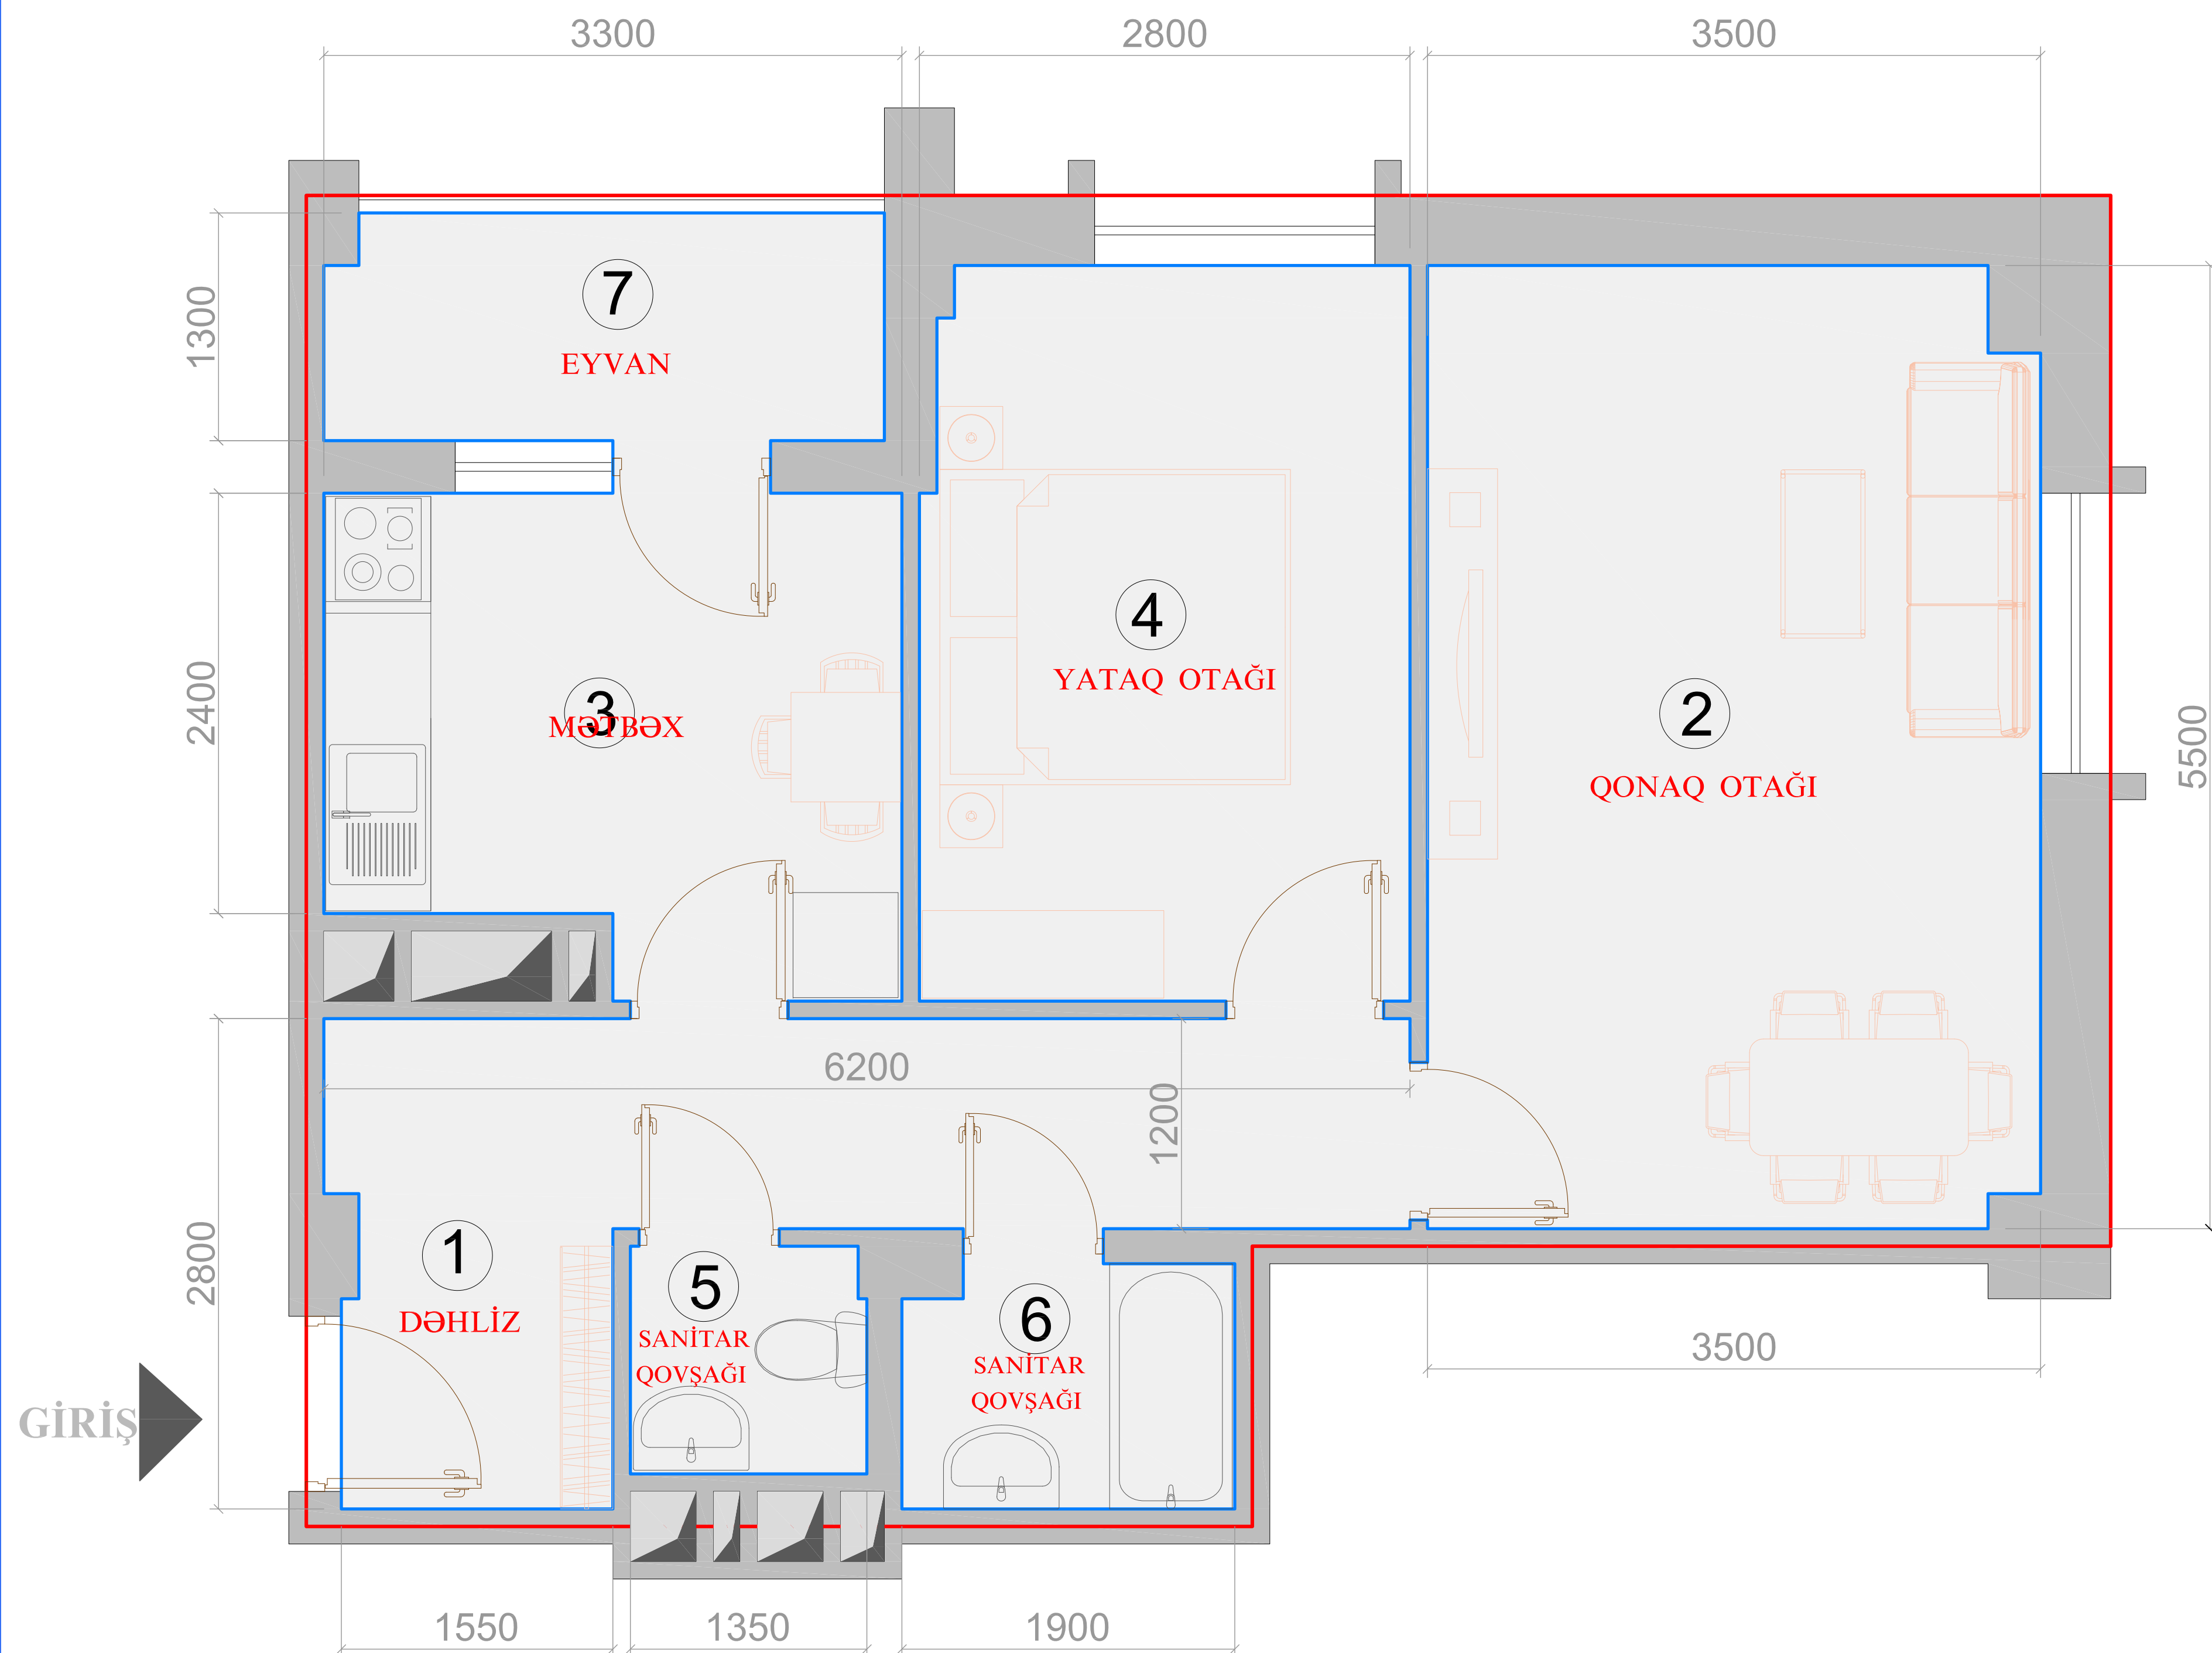 3300
2800
3500
7
EYVAN
1300
4
YATAQ OTAĞI
3
MƏTBƏX
2
QONAQ OTAĞI
2400
5500
6200
1200
1
DƏHLİZ
5
SANİTAR
QOVŞAĞI
6
SANİTAR
QOVŞAĞI
2800
3500
GİRİŞ
1550
1350
1900